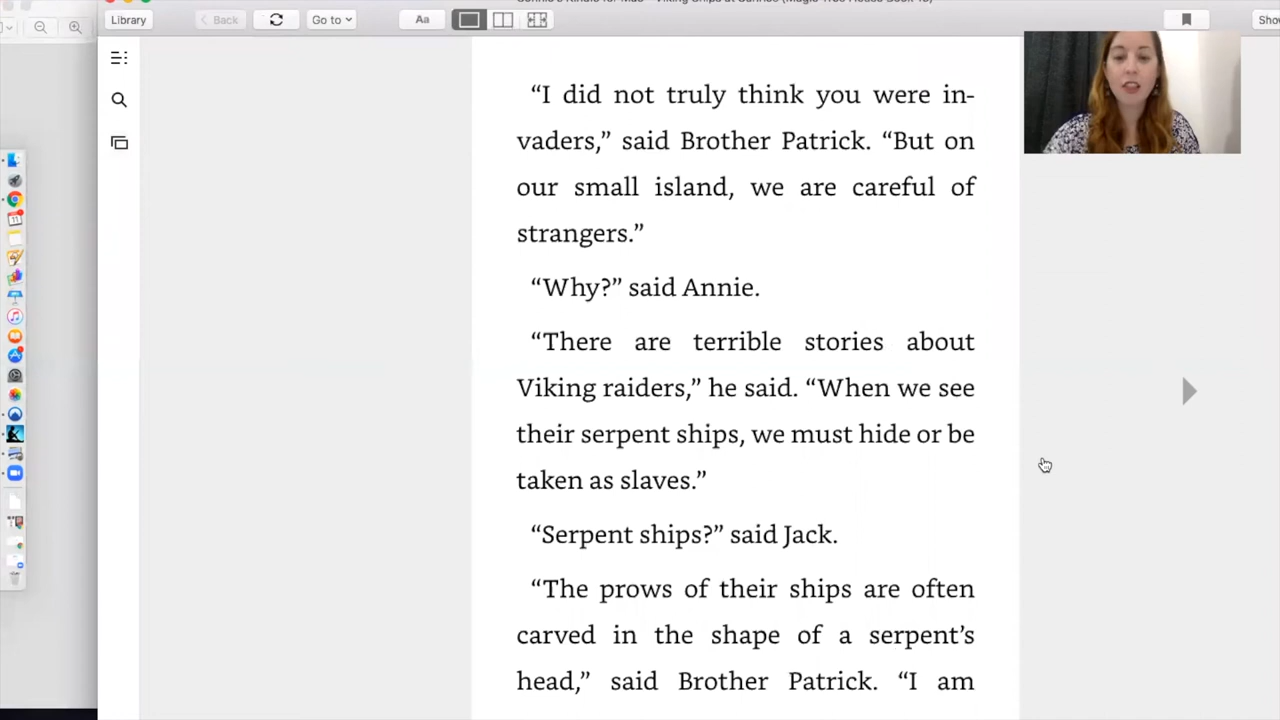 Library
Back
Go to
Aa
Show
“I did not truly think you were in-
vaders,” said Brother Patrick. “But on
our small island, we are careful of
strangers.”
“Why?” said Annie.
“There are terrible stories about
Viking raiders,” he said. “When we see
their serpent ships, we must hide or be
taken as slaves.”
“Serpent ships?” said Jack.
“The prows of their ships are often
carved in the shape of a serpent’s
head,” said Brother Patrick. “I am